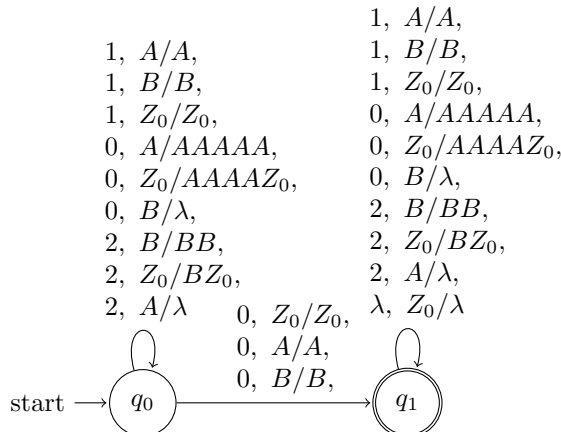 1, A/A,
1, B/B,
1, Z₀/Z₀,
0, A/AAAAA,
0, Z₀/AAAAZ₀,
0, B/λ,
2, B/BB,
2, Z₀/BZ₀,
2, A/λ
0, Z₀/Z₀,
0, A/A,
0, B/B,
1, A/A,
1, B/B,
1, Z₀/Z₀,
0, A/AAAAA,
0, Z₀/AAAAZ₀,
0, B/λ,
2, B/BB,
2, Z₀/BZ₀,
2, A/λ,
λ, Z₀/λ
start
q₀
q₁